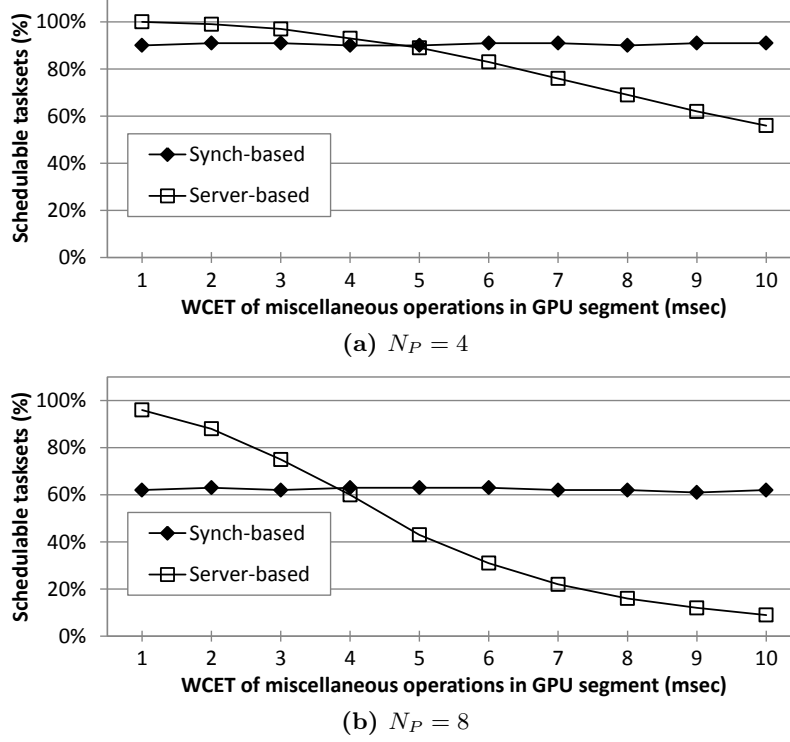 Schedulable tasksets (%)
100%
80%
60%
40%
20%
0%
Synch-based
Server-based
1 2 3 4 5 6 7 8 9 10
WCET of miscellaneous operations in GPU segment (msec)
(a) N_P = 4
Schedulable tasksets (%)
100%
80%
60%
40%
20%
0%
Synch-based
Server-based
1 2 3 4 5 6 7 8 9 10
WCET of miscellaneous operations in GPU segment (msec)
(b) N_P = 8